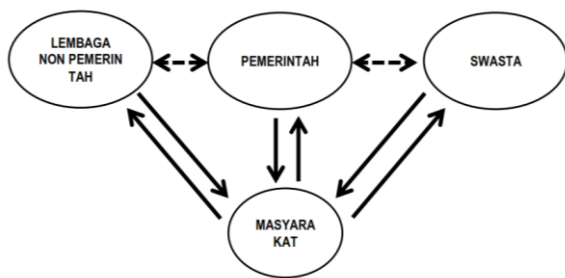 LEMBAGA
NON PEMERIN
TAH
PEMERINTAH
SWASTA
MASYARA
KAT